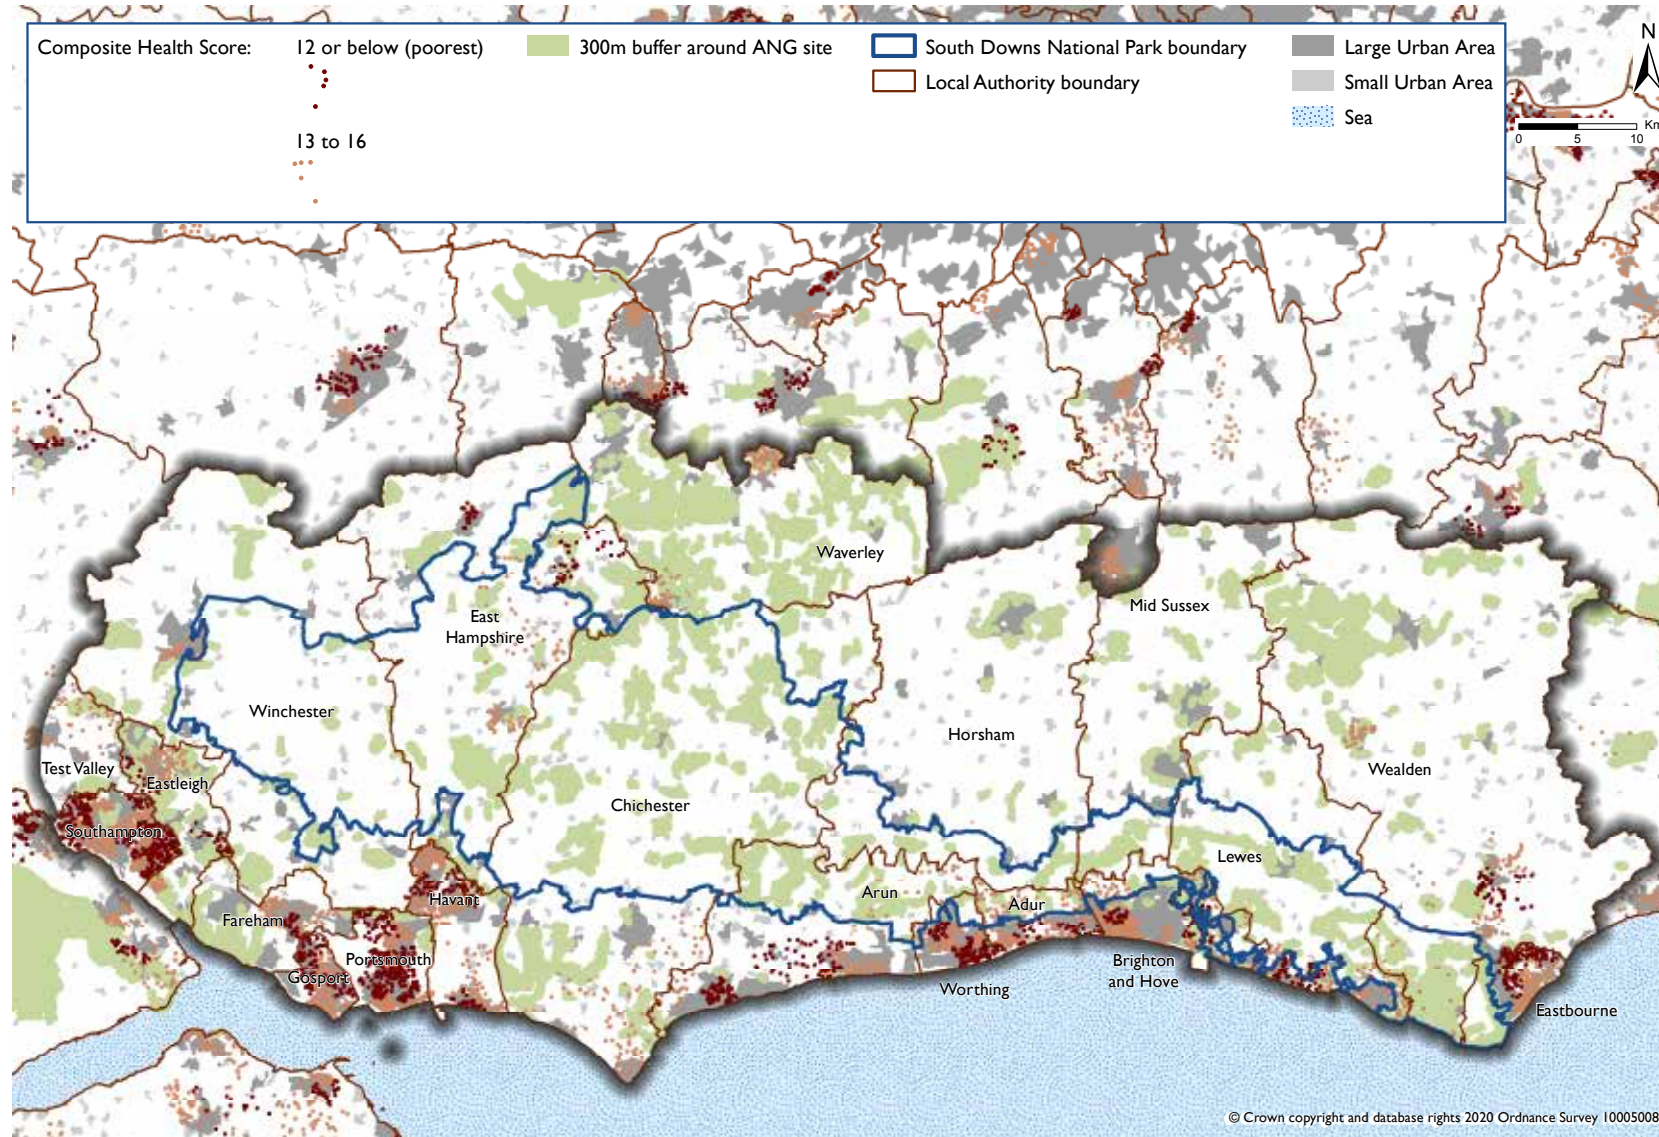 Composite Health Score:
12 or below (poorest)
13 to 16
300m buffer around ANG site
South Downs National Park boundary
Local Authority boundary
Large Urban Area
Small Urban Area
Sea
N
Km
0 5 10
Waverley
Mid Sussex
East
Hampshire
Winchester
Horsham
Test Valley
Eastleigh
Wealden
Chichester
Southampton
Lewes
Havant
Arun
Adur
Fareham
Portsmouth
Gosport
Brighton
and Hove
Worthing
Eastbourne
© Crown copyright and database rights 2020 Ordnance Survey 10005008